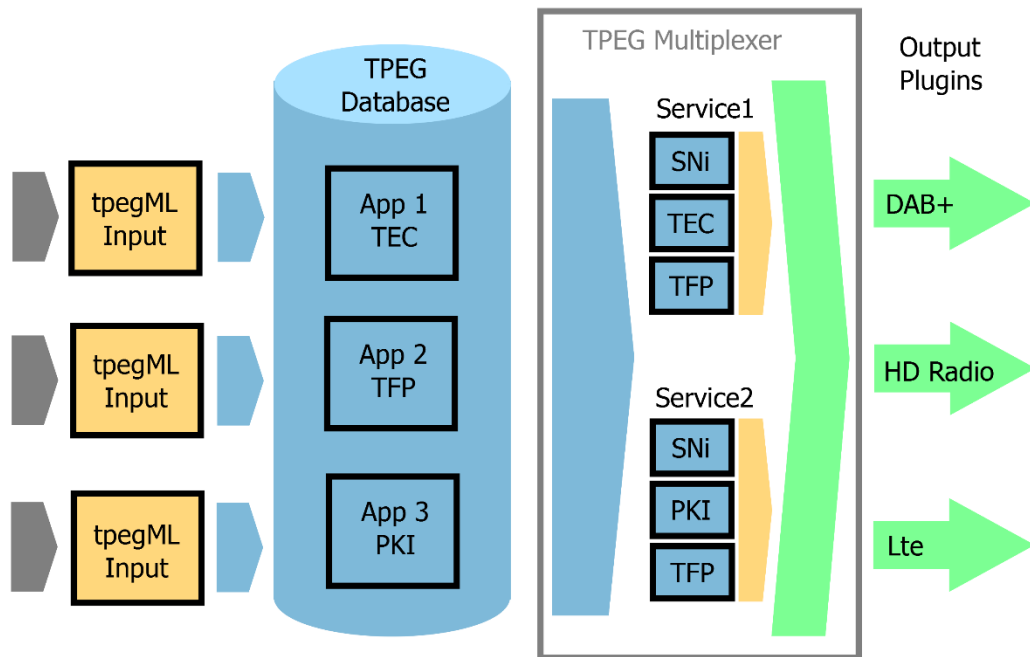 TPEG Multiplexer
Output
Plugins
TPEG
Database
tpegML
Input
tpegML
Input
tpegML
Input
App 1
TEC
App 2
TFP
App 3
PKI
Service1
SNi
TEC
TFP
Service2
SNi
PKI
TFP
DAB+
HD Radio
Lte